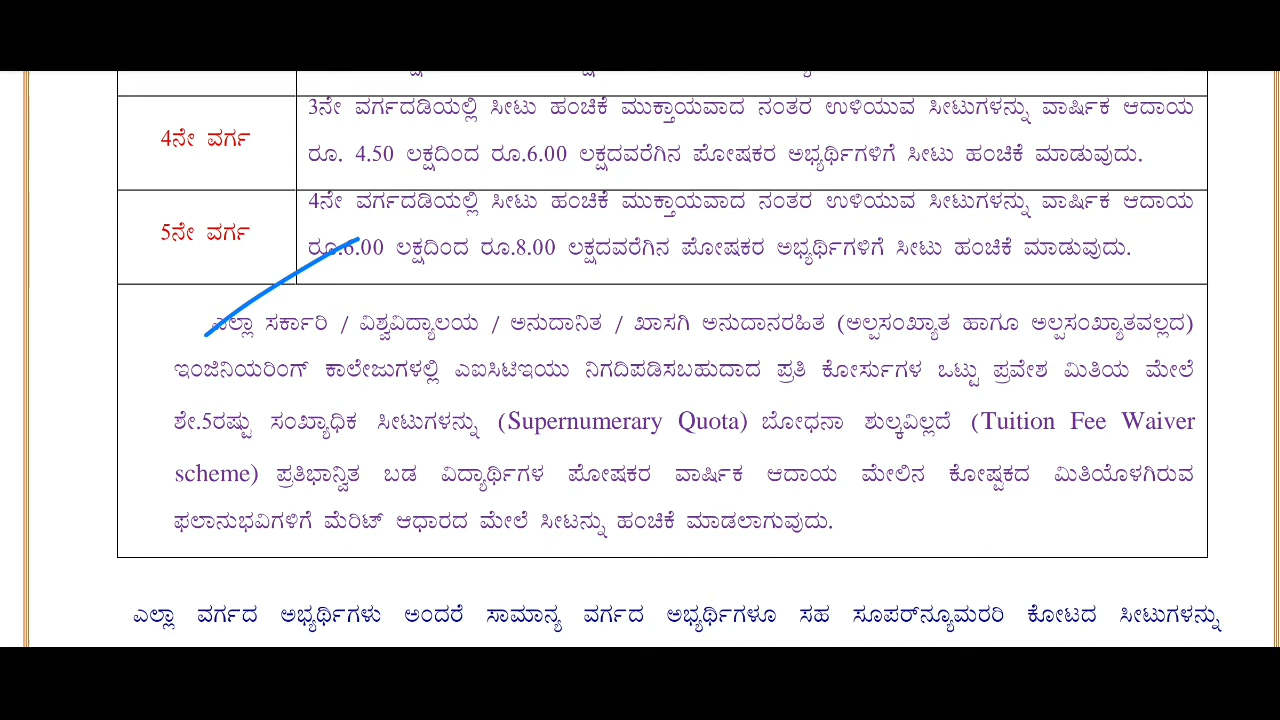 4ನೇ ವರ್ಗ
3ನೇ ವರ್ಗದಡಿಯಲ್ಲಿ ಸೀಟು ಹಂಚಿಕೆ ಮುಕ್ತಾಯವಾದ ನಂತರ ಉಳಿಯುವ ಸೀಟುಗಳನ್ನು ವಾರ್ಷಿಕ ಆದಾಯ
ರೂ. 4.50 ಲಕ್ಷದಿಂದ ರೂ.6.00 ಲಕ್ಷದವರೆಗಿನ ಪೋಷಕರ ಅಭ್ಯರ್ಥಿಗಳಿಗೆ ಸೀಟು ಹಂಚಿಕೆ ಮಾಡುವುದು.
5ನೇ ವರ್ಗ
4ನೇ ವರ್ಗದಡಿಯಲ್ಲಿ ಸೀಟು ಹಂಚಿಕೆ ಮುಕ್ತಾಯವಾದ ನಂತರ ಉಳಿಯುವ ಸೀಟುಗಳನ್ನು ವಾರ್ಷಿಕ ಆದಾಯ
ರೂ.6.00 ಲಕ್ಷದಿಂದ ರೂ.8.00 ಲಕ್ಷದವರೆಗಿನ ಪೋಷಕರ ಅಭ್ಯರ್ಥಿಗಳಿಗೆ ಸೀಟು ಹಂಚಿಕೆ ಮಾಡುವುದು.
ಎಲ್ಲಾ ಸರ್ಕಾರಿ / ವಿಶ್ವವಿದ್ಯಾಲಯ / ಅನುದಾನಿತ / ಖಾಸಗಿ ಅನುದಾನರಹಿತ (ಅಲ್ಪಸಂಖ್ಯಾತ ಹಾಗೂ ಅಲ್ಪಸಂಖ್ಯಾತವಲ್ಲದ)
ಇಂಜಿನಿಯರಿಂಗ್ ಕಾಲೇಜುಗಳಲ್ಲಿ ಎಐಸಿಟಿಇಯು ನಿಗದಿಪಡಿಸಬಹುದಾದ ಪ್ರತಿ ಕೋರ್ಸುಗಳ ಒಟ್ಟು ಪ್ರವೇಶ ಮಿತಿಯ ಮೇಲೆ
ಶೇ.5ರಷ್ಟು ಸಂಖ್ಯಾಧಿಕ ಸೀಟುಗಳನ್ನು (Supernumerary Quota) ಬೋಧನಾ ಶುಲ್ಕವಿಲ್ಲದೆ (Tuition Fee Waiver
scheme) ಪ್ರತಿಭಾನ್ವಿತ ಬಡ ವಿದ್ಯಾರ್ಥಿಗಳ ಪೋಷಕರ ವಾರ್ಷಿಕ ಆದಾಯ ಮೇಲಿನ ಕೋಷ್ಟಕದ ಮಿತಿಯೊಳಗಿರುವ
ಫಲಾನುಭವಿಗಳಿಗೆ ಮೆರಿಟ್ ಆಧಾರದ ಮೇಲೆ ಸೀಟನ್ನು ಹಂಚಿಕೆ ಮಾಡಲಾಗುವುದು.
ಎಲ್ಲಾ ವರ್ಗದ ಅಭ್ಯರ್ಥಿಗಳು ಅಂದರೆ ಸಾಮಾನ್ಯ ವರ್ಗದ ಅಭ್ಯರ್ಥಿಗಳೂ ಸಹ ಸೂಪರ್‌ನ್ಯೂಮರರಿ ಕೋಟದ ಸೀಟುಗಳನ್ನು